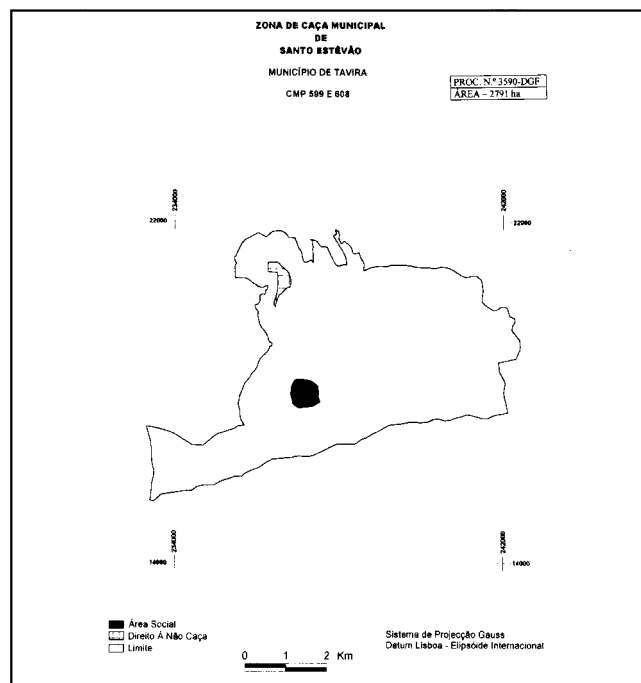 ZONA DE CAÇA MUNICIPAL
DE
SANTO ESTÊVÃO
MUNICÍPIO DE TAVIRA
CMP 599 E 608
PROC. N.º 3590-DGF
ÁREA – 2791 ha
234000
242000
22000
22000
14000
14000
234000
242000
Área Social
Direito À Não Caça
Limite
0 1 2 Km
Sistema de Projecção Gauss
Datum Lisboa - Elipsóide Internacional